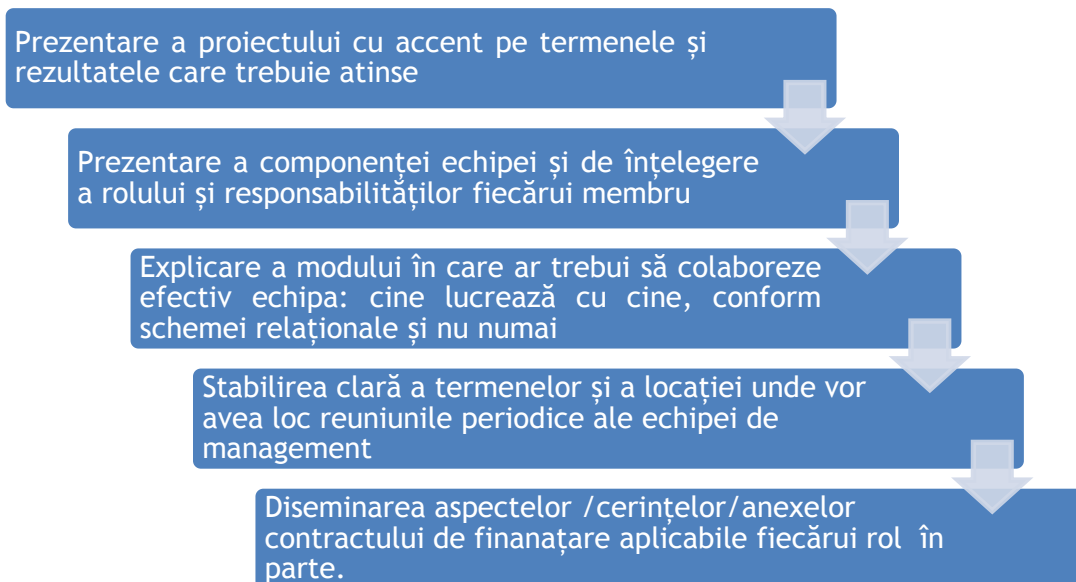 Prezentare a proiectului cu accent pe termenele și
rezultatele care trebuie atinse
Prezentare a componenței echipei și de înțelegere
a rolului și responsabilităților fiecărui membru
Explicare a modului în care ar trebui să colaboreze
efectiv echipa: cine lucrează cu cine, conform
schemei relaționale și nu numai
Stabilirea clară a termenelor și a locației unde vor
avea loc reuniunile periodice ale echipei de
management
Diseminarea aspectelor /cerințelor/anexelor
contractului de finanațare aplicabile fiecărui rol în
parte.